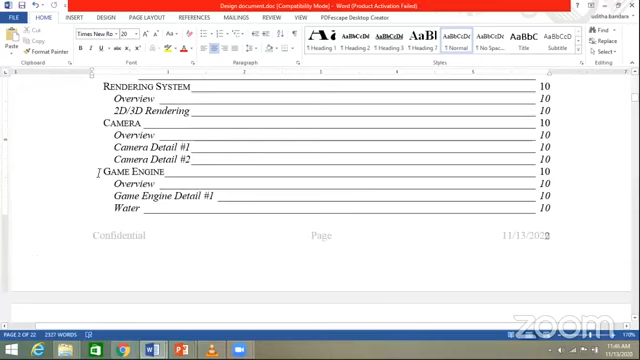 Design document.doc [Compatibility Mode] - Word (Product Activation Failed)
FILE HOME INSERT DESIGN PAGE LAYOUT REFERENCES MAILINGS REVIEW VIEW PDFescape Desktop Creator
suditha bandara
Cut
Copy
Format Painter
Paste
Clipboard
Times New Ro 20
Font
Paragraph
¶ Heading 1 ¶ Heading 2 ¶ Heading 3 ¶ Heading 7 ¶ Normal ¶ No Spac... ¶ Title
Styles
Find
Replace
Select
Editing
RENDERING SYSTEM 10
Overview 10
2D/3D Rendering 10
CAMERA 10
Overview 10
Camera Detail #1 10
Camera Detail #2 10
GAME ENGINE 10
Overview 10
Game Engine Detail #1 10
Water 10
Confidential Page 11/13/2020 2
zoom
PAGE 2 OF 22 2327 WORDS 170%
11:46 AM
11/13/2020